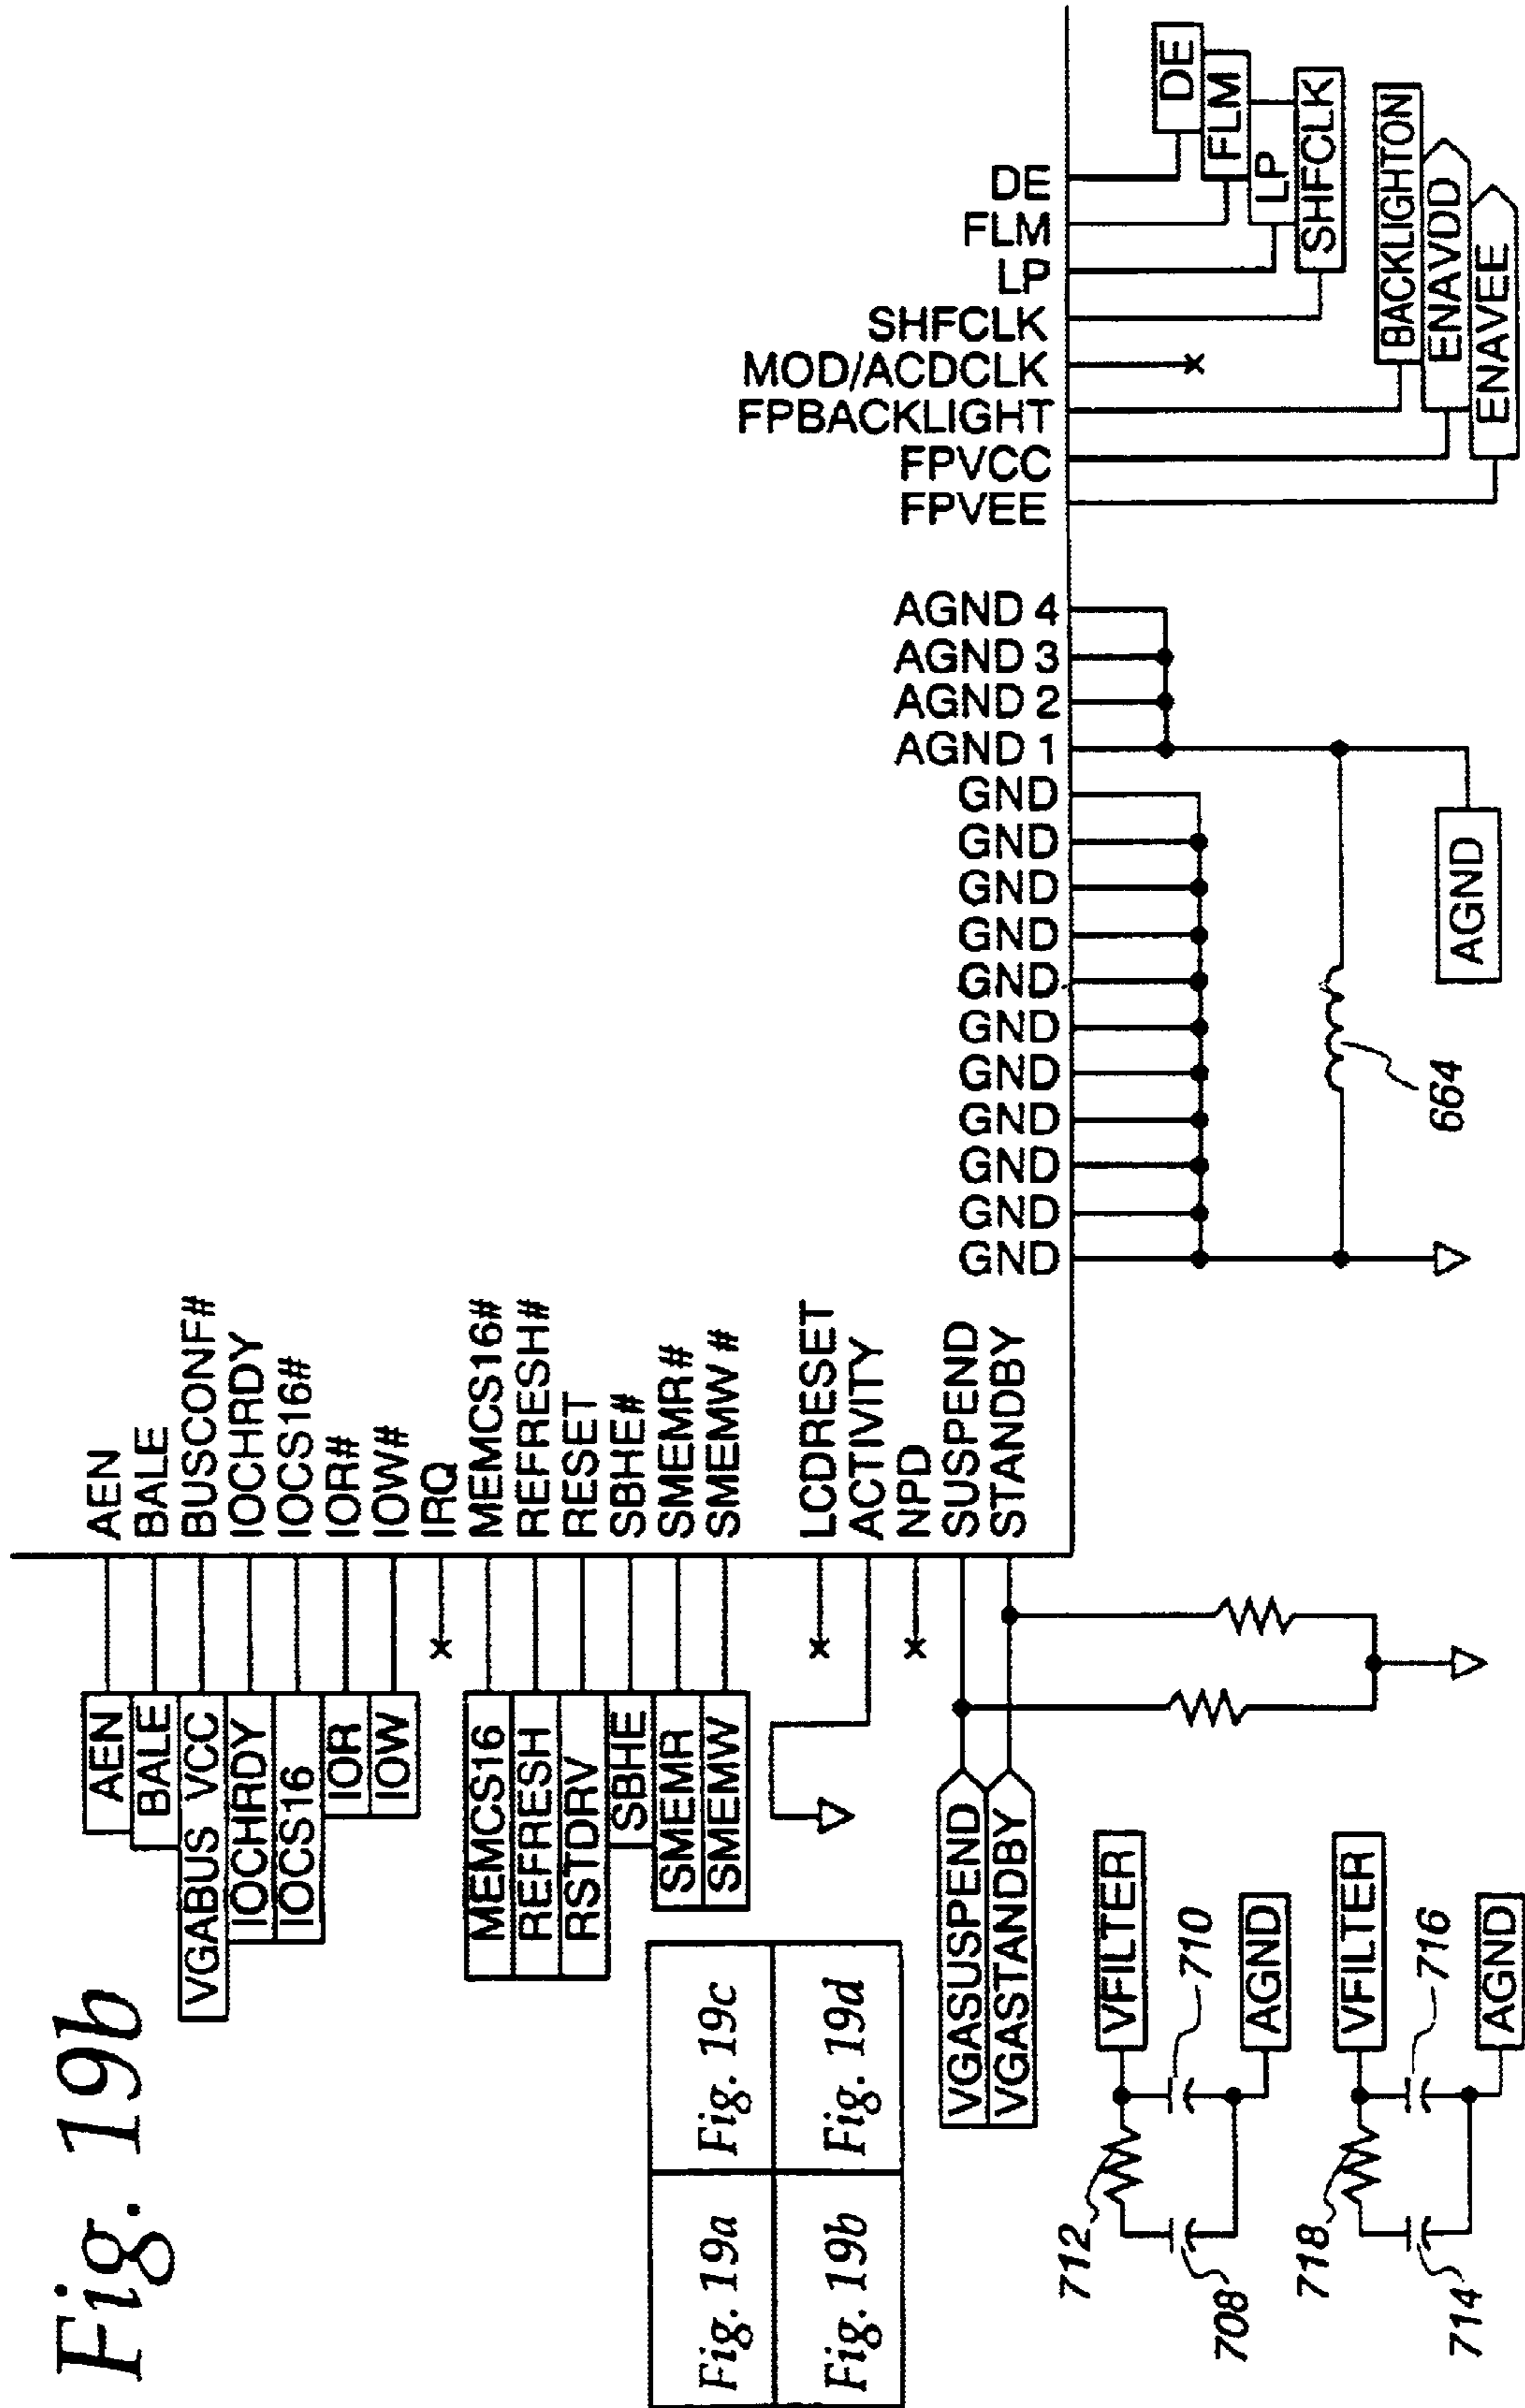 Fig. 19b
AEN
BALE
VGABUS VCC
IOCHRDY
IOCS16
IOR
IOW
MEMCS16
REFRESH
RSTDRV
SBHE
SMEMR
SMEMW
VGASUSPEND
VGASTANDBY
AEN
BALE
BUSCONF#
IOCHRDY
IOCS16#
IOR#
IOW#
IRQ
MEMCS16#
REFRESH#
RESET
SBHE#
SMEMR#
SMEMW#
LCDRESET
ACTIVITY
NPD
SUSPEND
STANDBY
Fig. 19a
Fig. 19c
Fig. 19b
Fig. 19d
712
VFILTER
710
708
AGND
718
VFILTER
716
714
AGND
GND
GND
GND
GND
GND
GND
GND
GND
GND
GND
GND
AGND 1
AGND 2
AGND 3
AGND 4
664
AGND
FPVEE
FPVCC
FPBACKLIGHT
MOD/ACDCLK
SHFCLK
LP
FLM
DE
DE
FLM
LP
SHFCLK
BACKLIGHTON
ENAVDD
ENAVEE